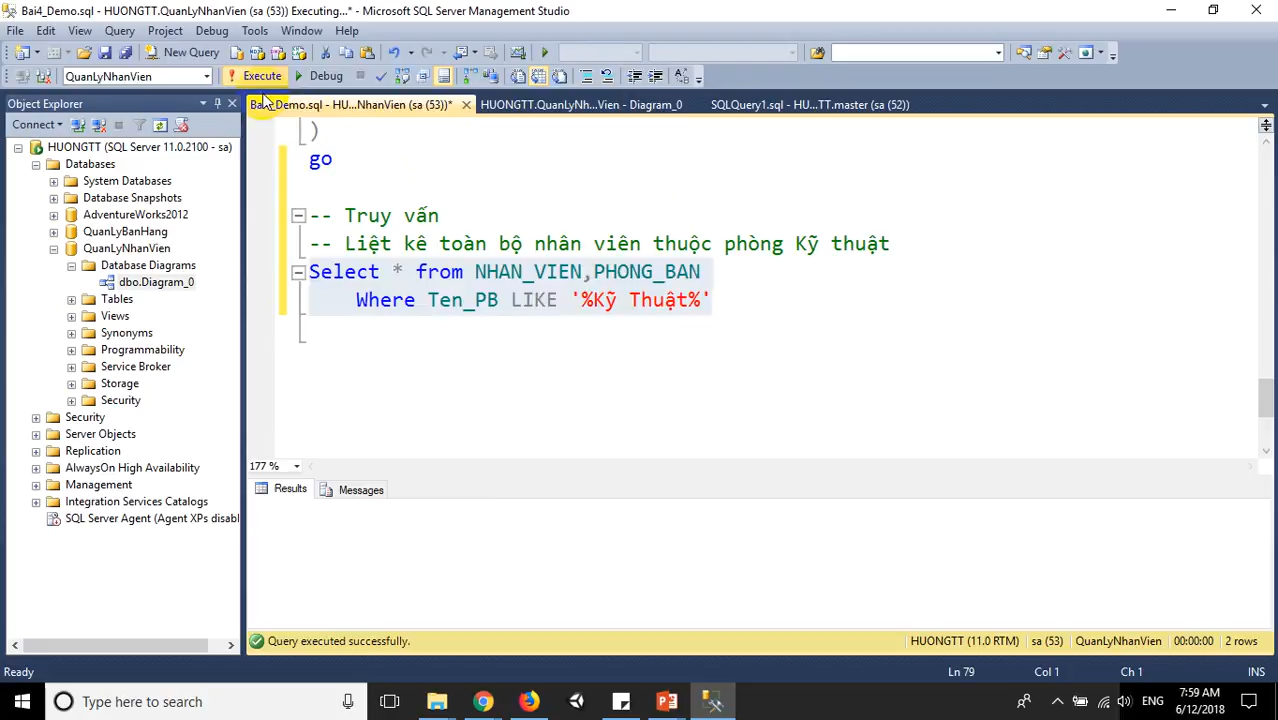 Bai4_Demo.sql - HUONGTT.QuanLyNhanVien (sa (53)) Executing...* - Microsoft SQL Server Management Studio
File Edit View Query Project Debug Tools Window Help
New Query
QuanLyNhanVien Execute Debug
Object Explorer
Connect
HUONGTT (SQL Server 11.0.2100 - sa)
Databases
System Databases
Database Snapshots
AdventureWorks2012
QuanLyBanHang
QuanLyNhanVien
Database Diagrams
dbo.Diagram_0
Tables
Views
Synonyms
Programmability
Service Broker
Storage
Security
Security
Server Objects
Replication
AlwaysOn High Availability
Management
Integration Services Catalogs
SQL Server Agent (Agent XPs disabl
Demo.sql - HU...NhanVien (sa (53))* HUONGTT.QuanLyNh...Vien - Diagram_0 SQLQuery1.sql - HU...TT.master (sa (52))
)
go
-- Truy vấn
-- Liệt kê toàn bộ nhân viên thuộc phòng Kỹ thuật
Select * from NHAN_VIEN,PHONG_BAN
Where Ten_PB LIKE '%Kỹ Thuật%'
177 %
Results Messages
Query executed successfully. HUONGTT (11.0 RTM) sa (53) QuanLyNhanVien 00:00:00 2 rows
Ready Ln 79 Col 1 Ch 1 INS
Type here to search ENG 7:59 AM
6/12/2018